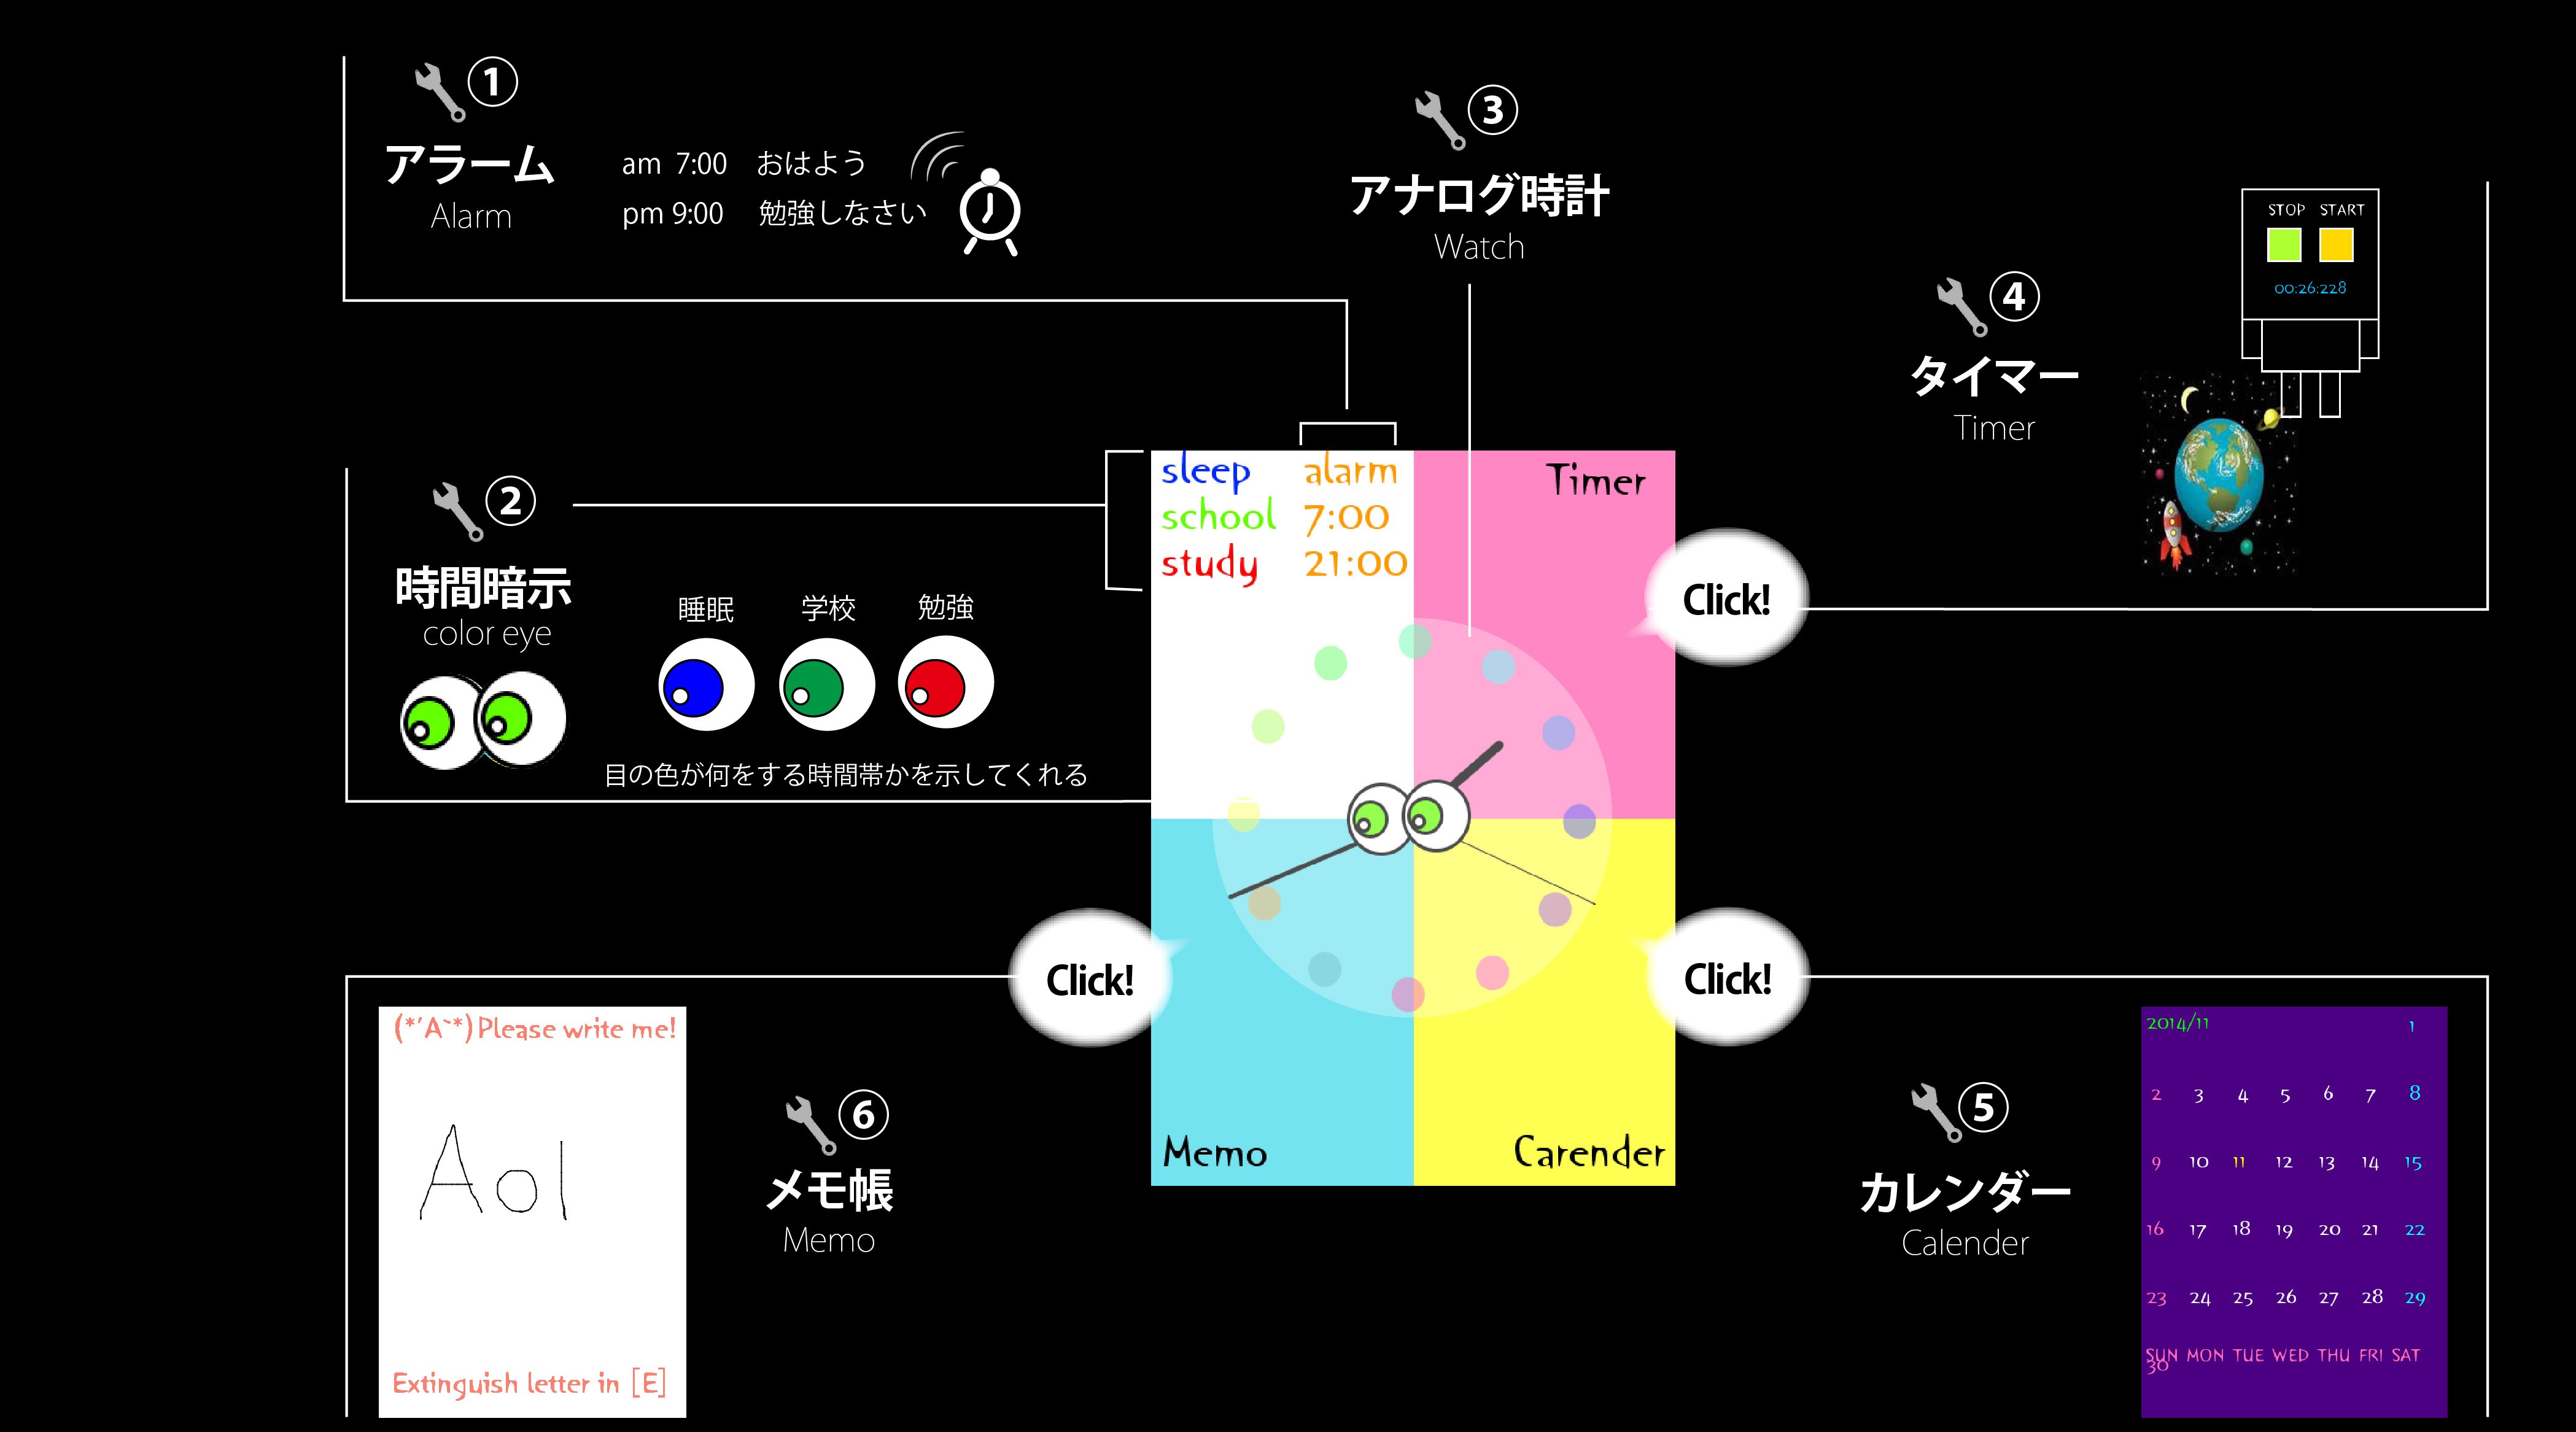 ①
アラーム
Alarm
am 7:00 おはよう
pm 9:00 勉強しなさい
②
時間暗示
color eye
睡眠 学校 勉強
目の色が何をする時間帯かを示してくれる
③
アナログ時計
Watch
④
タイマー
Timer
STOP START
00:26:228
sleep alarm
school 7:00
study 21:00
Timer
Click!
Click!
Click!
Memo
Carender
⑥
メモ帳
Memo
(*´A`*) Please write me!
AoI
Extinguish letter in [E]
⑤
カレンダー
Calender
2014/11 1
2 3 4 5 6 7 8
9 10 11 12 13 14 15
16 17 18 19 20 21 22
23 24 25 26 27 28 29
SUN MON TUE WED THU FRI SAT
30